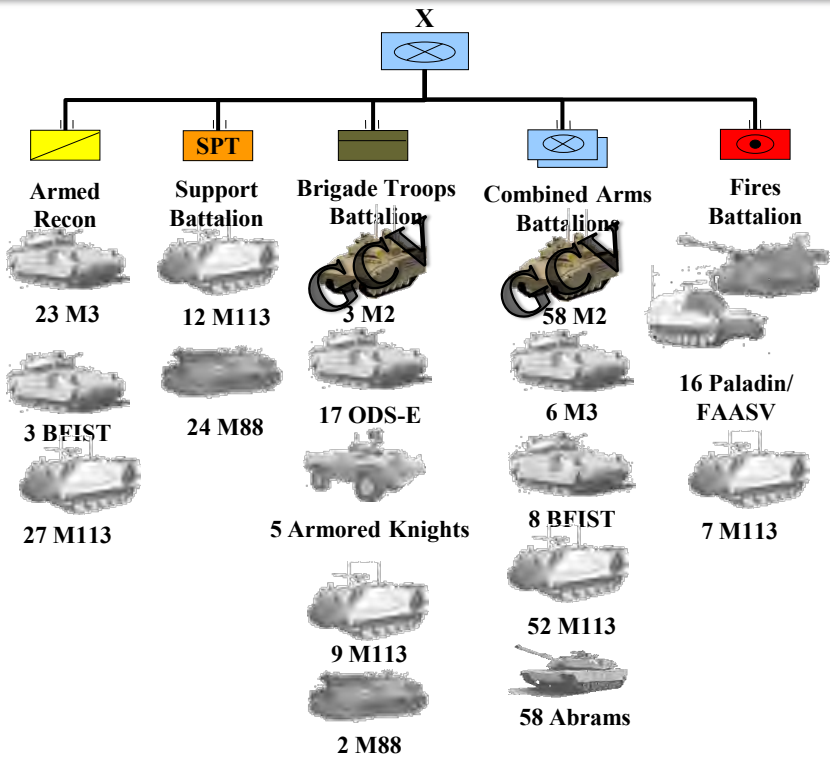 X
SPT
Armed
Recon
23 M3
3 BFIST
27 M113
Support
Battalion
12 M113
24 M88
Brigade Troops
Battalion
GCV
3 M2
17 ODS-E
5 Armored Knights
9 M113
2 M88
Combined Arms
Battalions
GCV
58 M2
6 M3
8 BFIST
52 M113
58 Abrams
Fires
Battalion
16 Paladin/
FAASV
7 M113